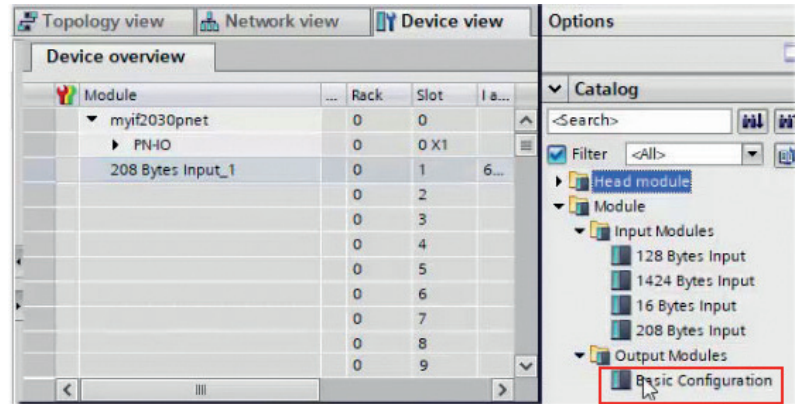 Topology view Network view Device view Options
Device overview
Module ... Rack Slot I a...
Catalog
myif2030pnet 0 0
<Search>
PN-IO 0 0 X1
Filter <All>
208 Bytes Input_1 0 1 6...
Head module
0 2
Module
0 3
Input Modules
0 4
128 Bytes Input
0 5
1424 Bytes Input
0 6
16 Bytes Input
0 7
208 Bytes Input
0 8
Output Modules
0 9
Basic Configuration